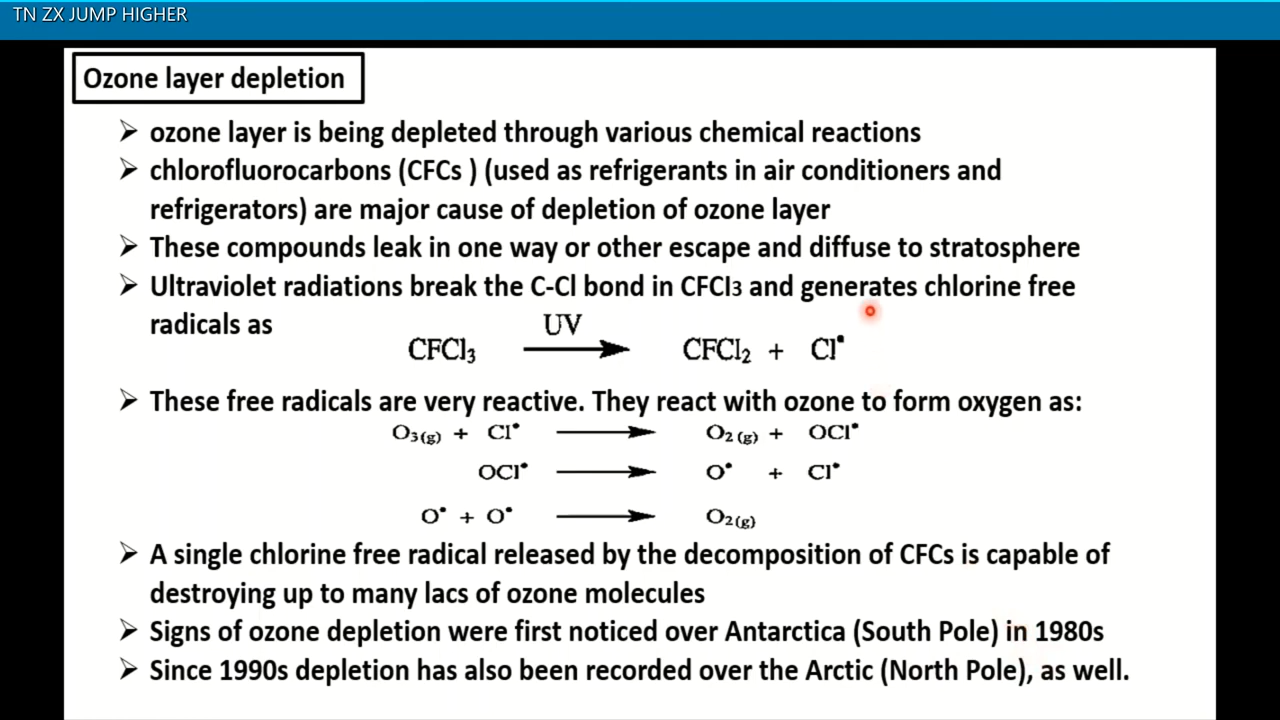 TN ZX JUMP HIGHER
Ozone layer depletion
➢ ozone layer is being depleted through various chemical reactions
➢ chlorofluorocarbons (CFCs ) (used as refrigerants in air conditioners and
refrigerators) are major cause of depletion of ozone layer
➢ These compounds leak in one way or other escape and diffuse to stratosphere
➢ Ultraviolet radiations break the C-Cl bond in CFCl3 and generates chlorine free
radicals as
UV
CFCl₃ ⟶ CFCl₂ + Cl•
➢ These free radicals are very reactive. They react with ozone to form oxygen as:
O₃(g) + Cl• ⟶ O₂(g) + OCl•
OCl• ⟶ O• + Cl•
O• + O• ⟶ O₂(g)
➢ A single chlorine free radical released by the decomposition of CFCs is capable of
destroying up to many lacs of ozone molecules
➢ Signs of ozone depletion were first noticed over Antarctica (South Pole) in 1980s
➢ Since 1990s depletion has also been recorded over the Arctic (North Pole), as well.